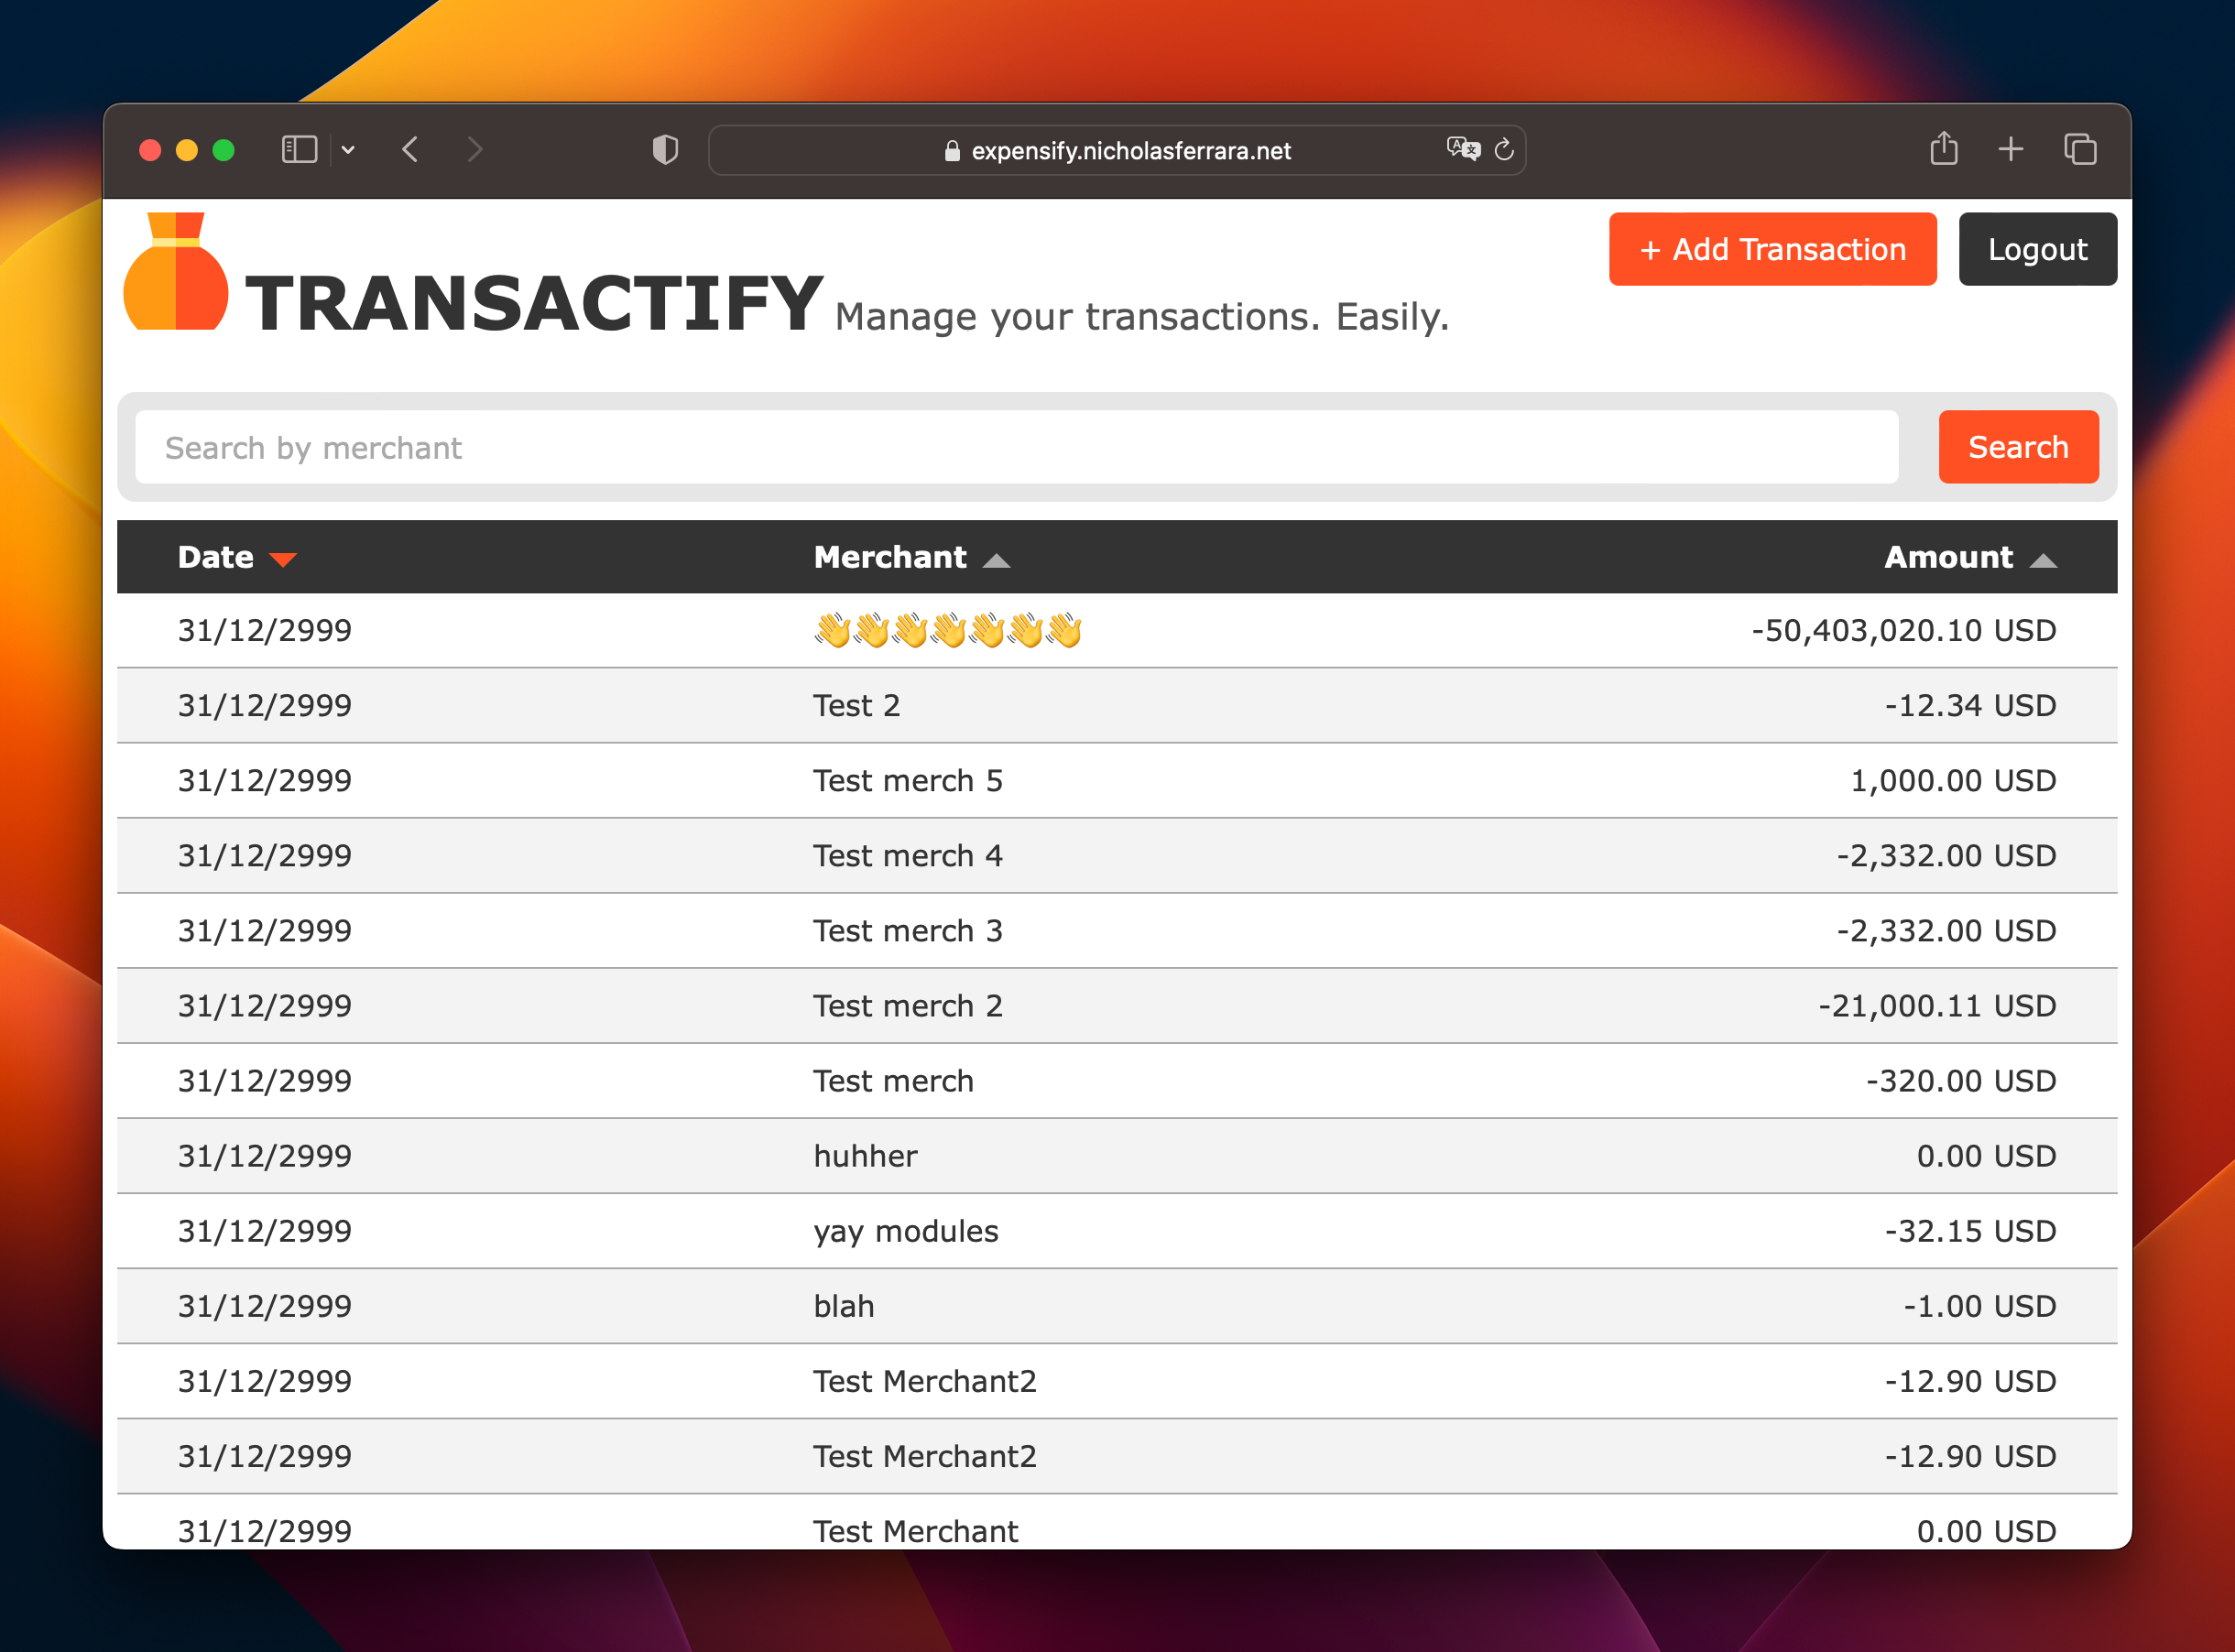 expensify.nicholasferrara.net
+ Add Transaction Logout
TRANSACTIFY Manage your transactions. Easily.
Search by merchant Search
Date Merchant Amount
31/12/2999 👋👋👋👋👋👋👋 -50,403,020.10 USD
31/12/2999 Test 2 -12.34 USD
31/12/2999 Test merch 5 1,000.00 USD
31/12/2999 Test merch 4 -2,332.00 USD
31/12/2999 Test merch 3 -2,332.00 USD
31/12/2999 Test merch 2 -21,000.11 USD
31/12/2999 Test merch -320.00 USD
31/12/2999 huhher 0.00 USD
31/12/2999 yay modules -32.15 USD
31/12/2999 blah -1.00 USD
31/12/2999 Test Merchant2 -12.90 USD
31/12/2999 Test Merchant2 -12.90 USD
31/12/2999 Test Merchant 0.00 USD